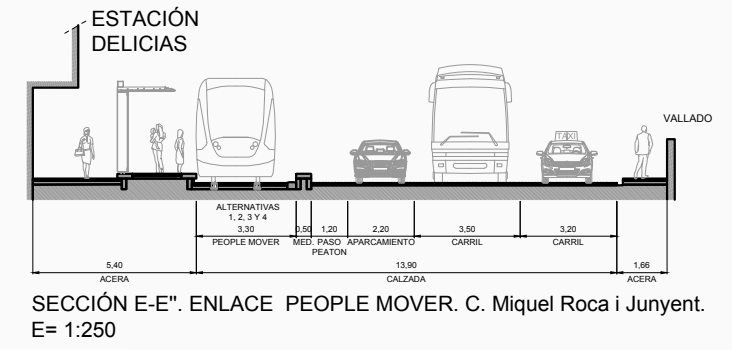 ESTACIÓN
DELICIAS
TAXI
VALLADO
ALTERNATIVAS
1, 2, 3 Y 4
3,30 0,50 1,20 2,20 3,50 3,20
PEOPLE MOVER MED. PASO APARCAMIENTO CARRIL CARRIL
PEATON
5,40 13,90 1,66
ACERA CALZADA ACERA
SECCIÓN E-E". ENLACE PEOPLE MOVER. C. Miquel Roca i Junyent.
E= 1:250